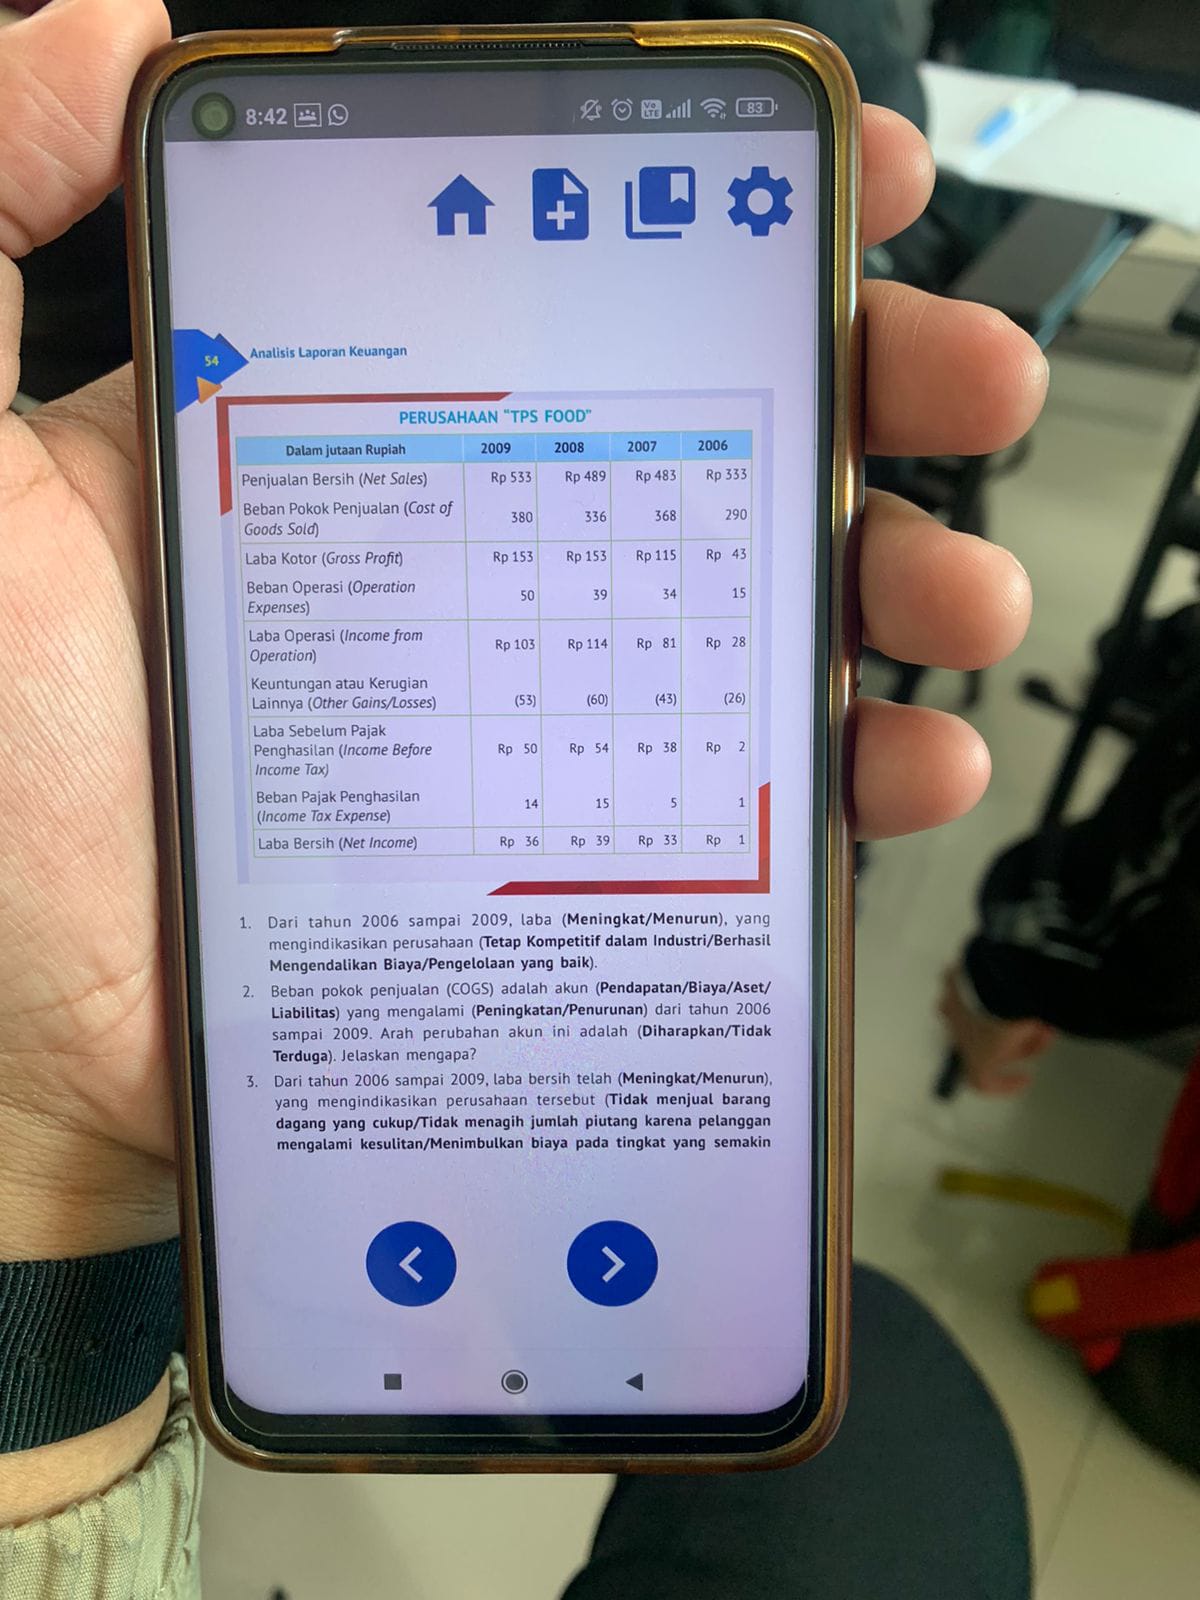 8:42
Vo LTE 83
54 Analisis Laporan Keuangan
PERUSAHAAN "TPS FOOD"
Dalam jutaan Rupiah 2009 2008 2007 2006
Penjualan Bersih (Net Sales) Rp 533 Rp 489 Rp 483 Rp 333
Beban Pokok Penjualan (Cost of
Goods Sold) 380 336 368 290
Laba Kotor (Gross Profit) Rp 153 Rp 153 Rp 115 Rp 43
Beban Operasi (Operation
Expenses) 50 39 34 15
Laba Operasi (Income from
Operation) Rp 103 Rp 114 Rp 81 Rp 28
Keuntungan atau Kerugian
Lainnya (Other Gains/Losses) (53) (60) (43) (26)
Laba Sebelum Pajak
Penghasilan (Income Before Rp 50 Rp 54 Rp 38 Rp 2
Income Tax)
Beban Pajak Penghasilan
(Income Tax Expense) 14 15 5 1
Laba Bersih (Net Income) Rp 36 Rp 39 Rp 33 Rp 1
1. Dari tahun 2006 sampai 2009, laba (Meningkat/Menurun), yang
mengindikasikan perusahaan (Tetap Kompetitif dalam Industri/Berhasil
Mengendalikan Biaya/Pengelolaan yang baik).
2. Beban pokok penjualan (COGS) adalah akun (Pendapatan/Biaya/Aset/
Liabilitas) yang mengalami (Peningkatan/Penurunan) dari tahun 2006
sampai 2009. Arah perubahan akun ini adalah (Diharapkan/Tidak
Terduga). Jelaskan mengapa?
3. Dari tahun 2006 sampai 2009, laba bersih telah (Meningkat/Menurun),
yang mengindikasikan perusahaan tersebut (Tidak menjual barang
dagang yang cukup/Tidak menagih jumlah piutang karena pelanggan
mengalami kesulitan/Menimbulkan biaya pada tingkat yang semakin